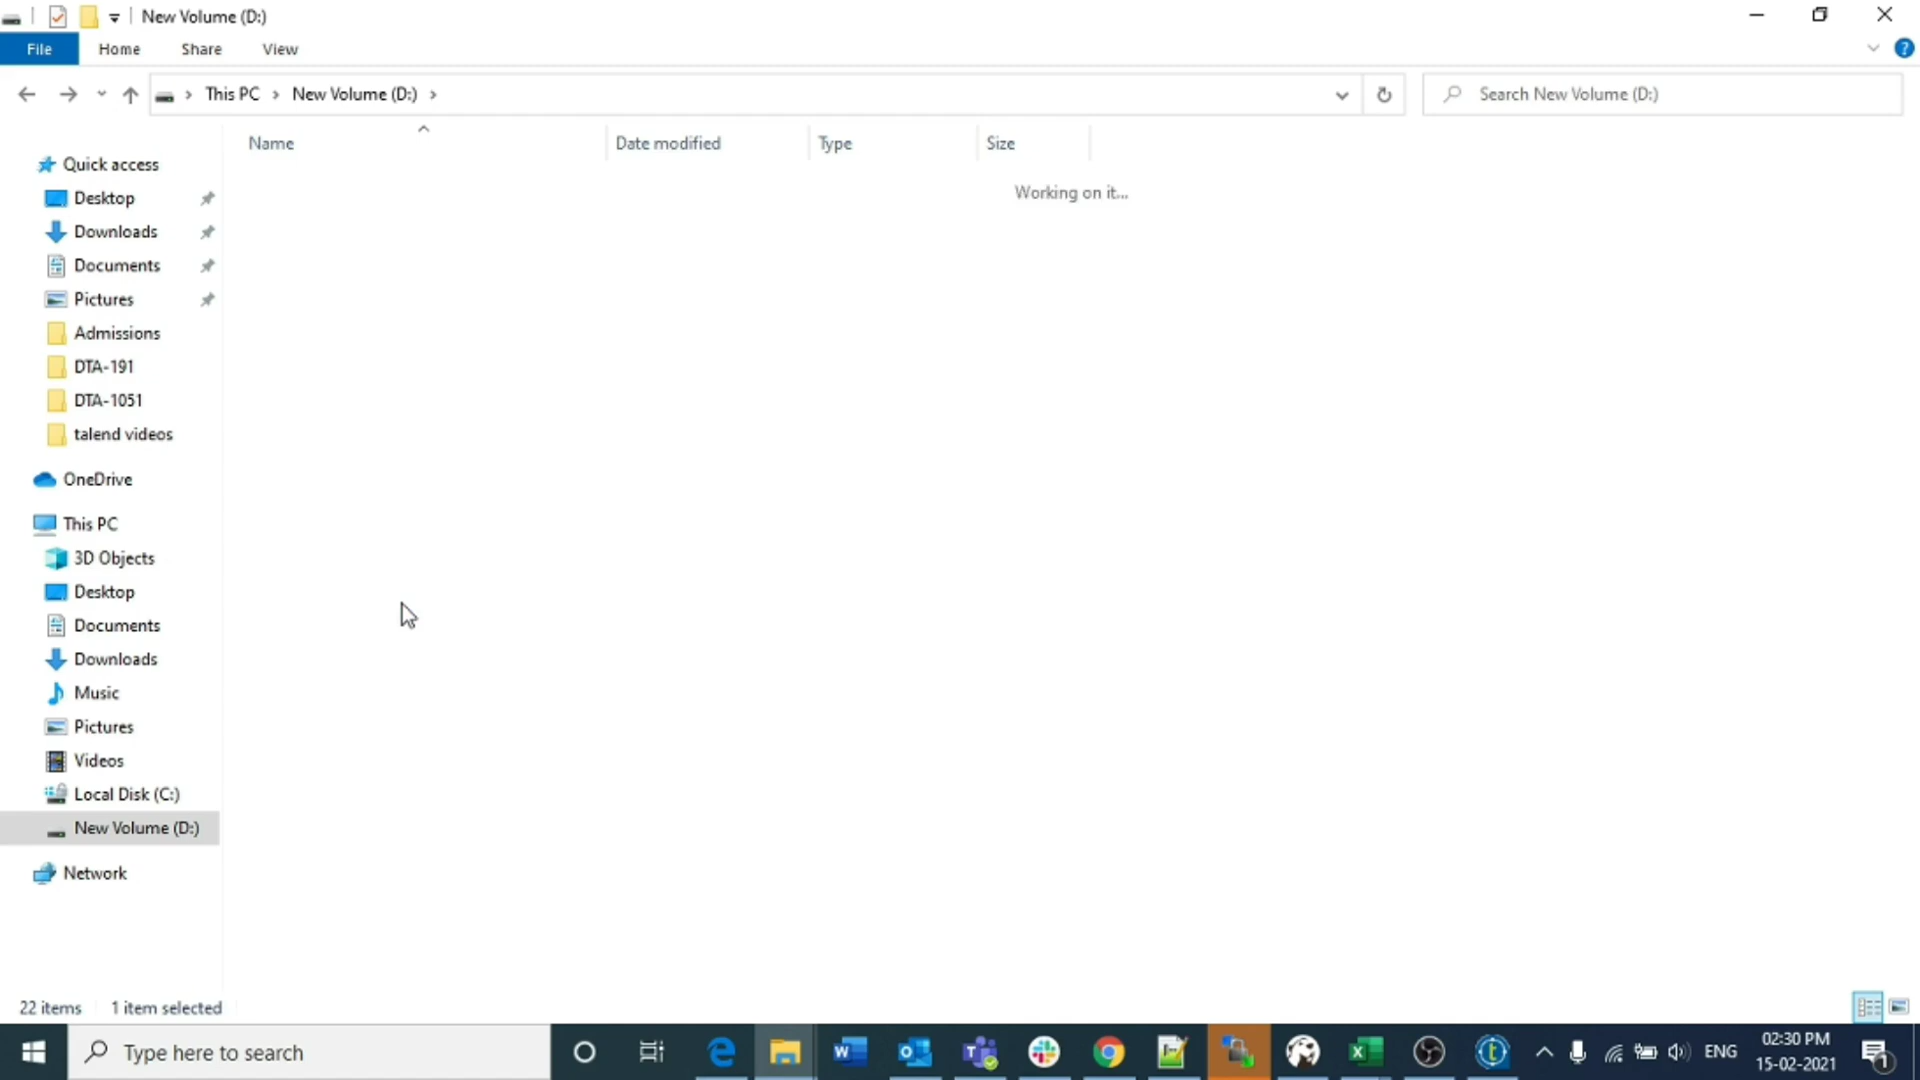 New Volume (D:)
File Home Share View
This PC New Volume (D:)
Search New Volume (D:)
Name Date modified Type Size
Working on it...
Quick access
Desktop
Downloads
Documents
Pictures
Admissions
DTA-191
DTA-1051
talend videos
OneDrive
This PC
3D Objects
Desktop
Documents
Downloads
Music
Pictures
Videos
Local Disk (C:)
New Volume (D:)
Network
22 items 1 item selected
Type here to search
ENG
02:30 PM
15-02-2021
1